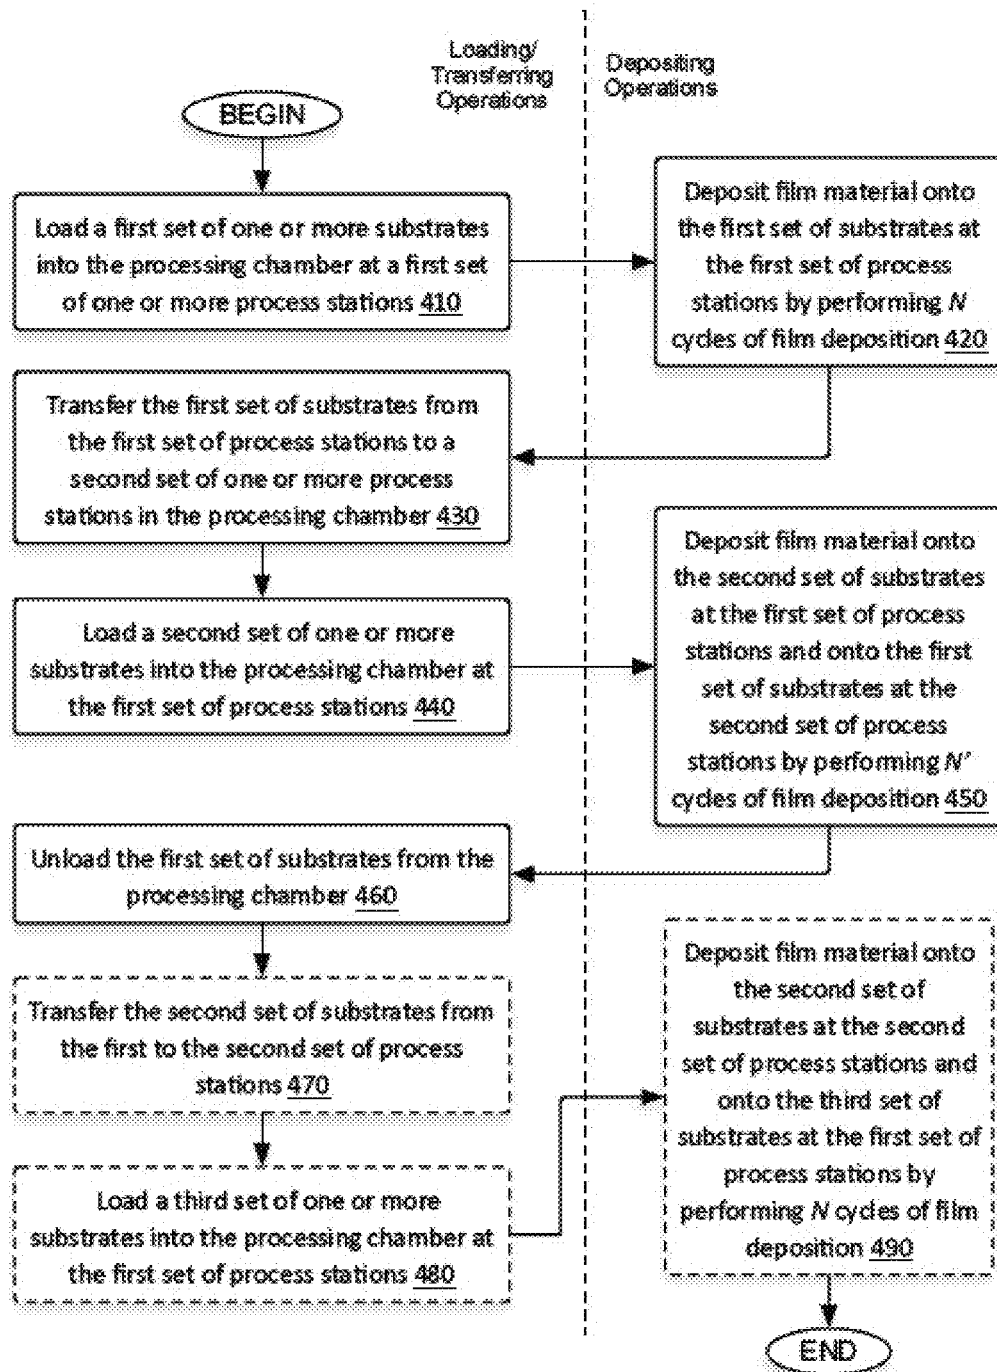 Loading/
Transferring
Operations
Depositing
Operations
BEGIN
Load a first set of one or more substrates
into the processing chamber at a first set
of one or more process stations 410
Deposit film material onto
the first set of substrates at
the first set of process
stations by performing N
cycles of film deposition 420
Transfer the first set of substrates from
the first set of process stations to a
second set of one or more process
stations in the processing chamber 430
Load a second set of one or more
substrates into the processing chamber at
the first set of process stations 440
Deposit film material onto
the second set of substrates
at the first set of process
stations and onto the first
set of substrates at the
second set of process
stations by performing N'
cycles of film deposition 450
Unload the first set of substrates from the
processing chamber 460
Transfer the second set of substrates from
the first to the second set of process
stations 470
Load a third set of one or more
substrates into the processing chamber at
the first set of process stations 480
Deposit film material onto
the second set of
substrates at the second
set of process stations and
onto the third set of
substrates at the first set of
process stations by
performing N cycles of film
deposition 490
END